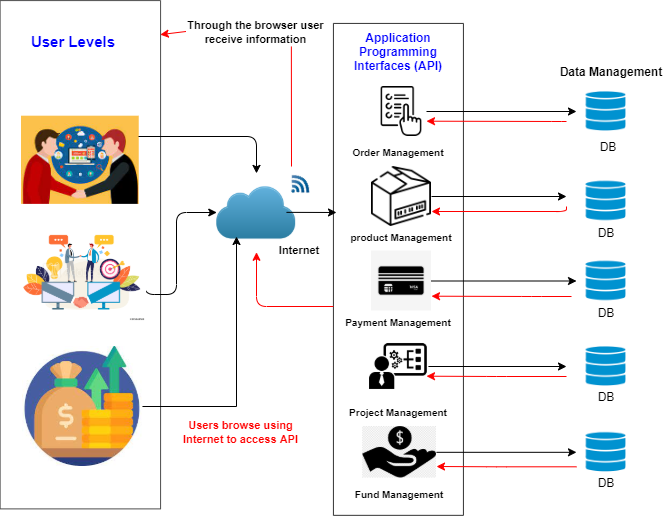 User Levels
Through the browser user
receive information
Application
Programming
Interfaces (API)
Data Management
Order Management
DB
product Management
DB
Internet
VISA
Payment Management
DB
Project Management
DB
Users browse using
Internet to access API
$
$
Fund Management
DB